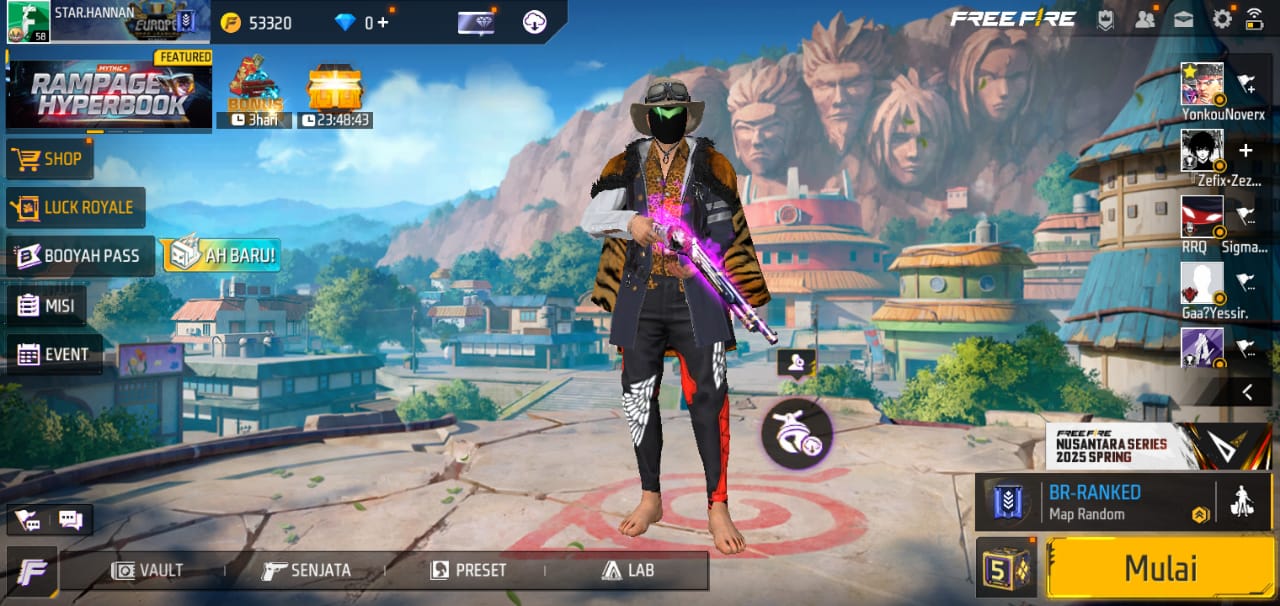 STAR.HANNAN
58
EUROPE
53320
0 +
FREE FIRE
FEATURED
MYTHIC
RAMPAGE
HYPERBOOK
BONUS
3hari
23:48:43
SHOP
LUCK ROYALE
BOOYAH PASS
AH BARU!
MISI
EVENT
YonkouNoverx
Zefix•Zez...
RRQ Sigma...
Gaa?Yessir.
FREE FIRE
NUSANTARA SERIES
2025 SPRING
BR-RANKED
Map Random
VAULT
SENJATA
PRESET
LAB
5
Mulai